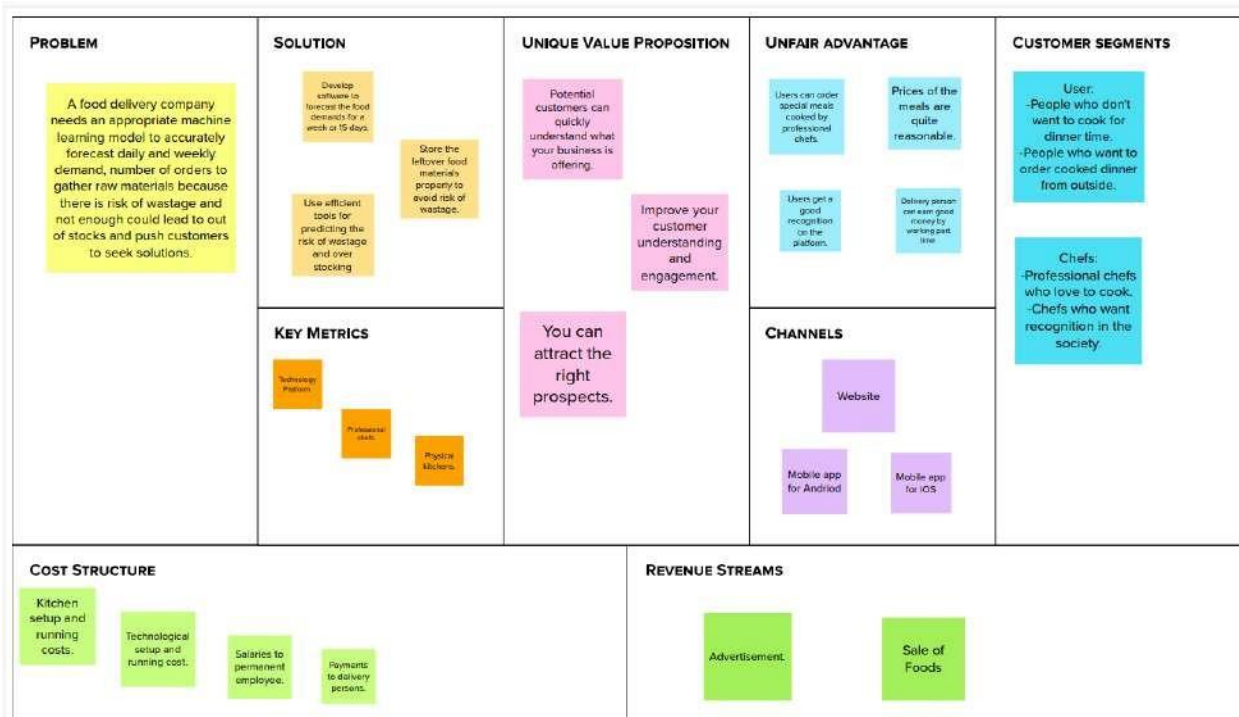 PROBLEM
A food delivery company
needs an appropriate machine
learning model to accurately
forecast daily and weekly
demand, number of orders to
gather raw materials because
there is risk of wastage and
not enough could lead to out
of stocks and push customers
to seek solutions.
SOLUTION
Develop
software to
forecast the food
demands for a
week or 15 days.
Store the
leftover food
materials
properly to
avoid risk of
wastage.
Use efficient
tools for
predicting the
risk of wastage
and over
stocking
KEY METRICS
Technology
Platform
Professional
chefs.
Physical
kitchens.
UNIQUE VALUE PROPOSITION
Potential
customers can
quickly
understand what
your business is
offering.
Improve your
customer
understanding
and
engagement.
You can
attract the
right
prospects.
UNFAIR ADVANTAGE
Users can order
special meals
cooked by
professional
chefs.
Prices of the
meals are
quite
reasonable.
Users get a
good
recognition
on the
platform.
Delivery person
can earn good
money by
working part
time
CHANNELS
Website
Mobile app
for Andriod
Mobile app
for iOS
CUSTOMER SEGMENTS
User:
-People who don't
want to cook for
dinner time.
-People who want to
order cooked dinner
from outside.
Chefs:
-Professional chefs
who love to cook.
-Chefs who want
recognition in the
society.
COST STRUCTURE
Kitchen
setup and
running
costs.
Technological
setup and
running cost.
Salaries to
permanent
employee.
Payments
to delivery
persons.
REVENUE STREAMS
Advertisement.
Sale of
Foods